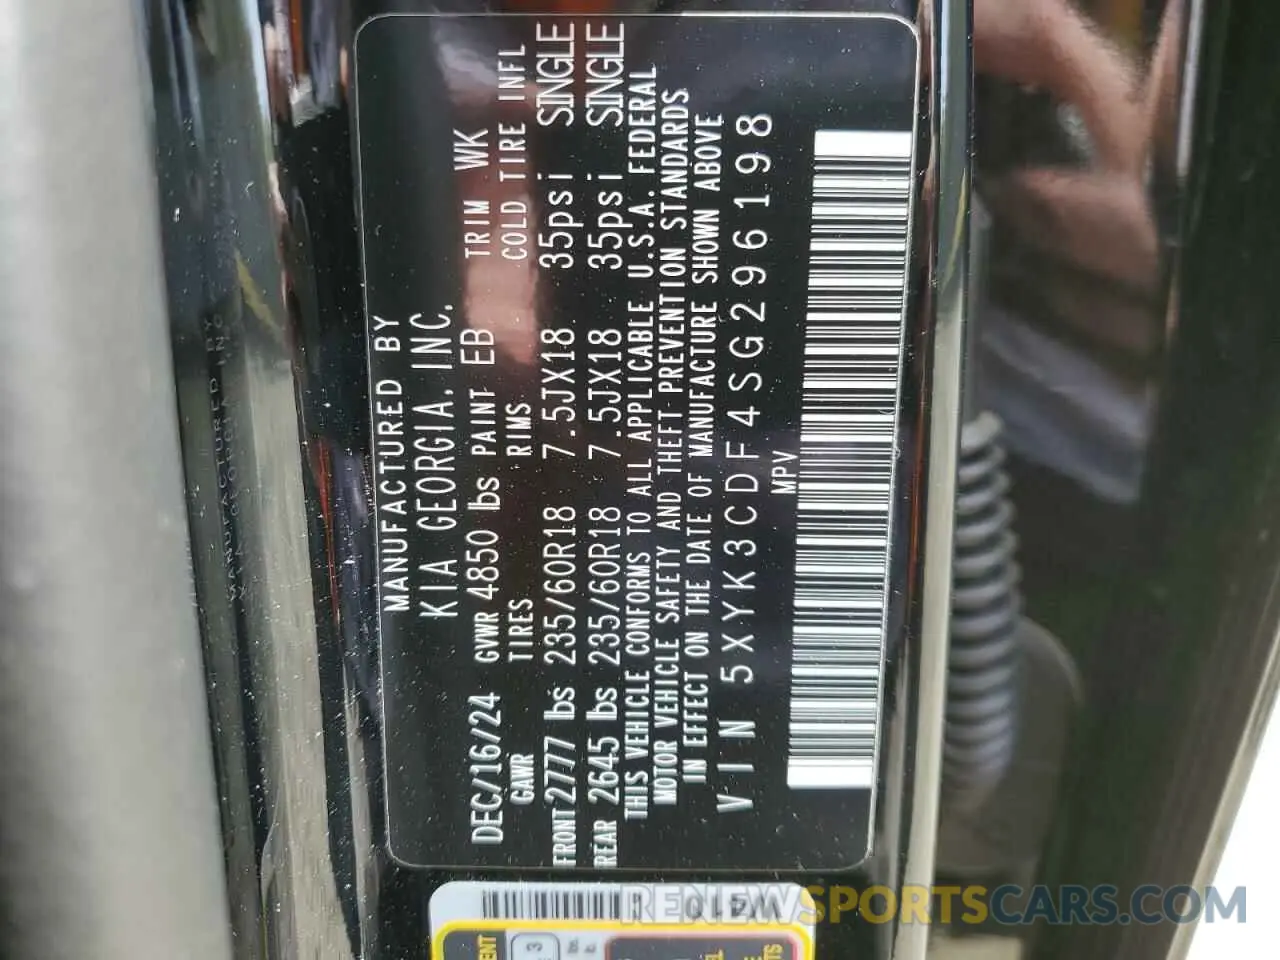 MANUFACTURED BY
KIA GEORGIA, INC.
DEC/16/24 GVWR 4850 lbs PAINT EB TRIM WK
GAWR TIRES RIMS COLD TIRE INFL
FRONT 2777 lbs 235/60R18 7.5JX18 35psi SINGLE
REAR 2645 lbs 235/60R18 7.5JX18 35psi SINGLE
THIS VEHICLE CONFORMS TO ALL APPLICABLE U.S.A. FEDERAL
MOTOR VEHICLE SAFETY AND THEFT PREVENTION STANDARDS
IN EFFECT ON THE DATE OF MANUFACTURE SHOWN ABOVE
VIN 5XYK3CDF4SG296198
MPV
RENEWSPORTSCARS.COM